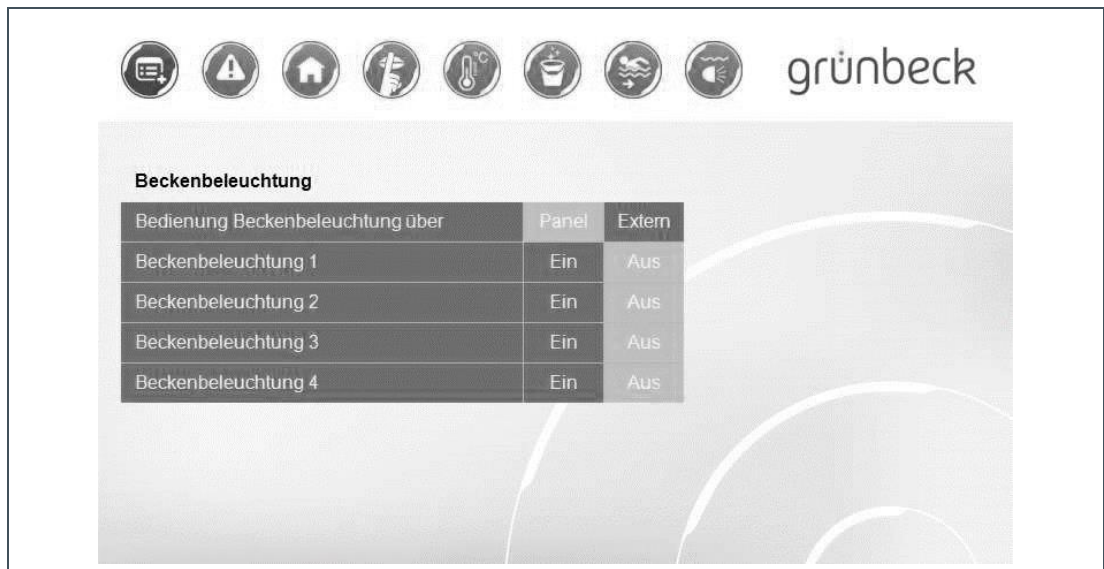 °C
grünbeck
Beckenbeleuchtung
Bedienung Beckenbeleuchtung über Panel Extern
Beckenbeleuchtung 1 Ein Aus
Beckenbeleuchtung 2 Ein Aus
Beckenbeleuchtung 3 Ein Aus
Beckenbeleuchtung 4 Ein Aus